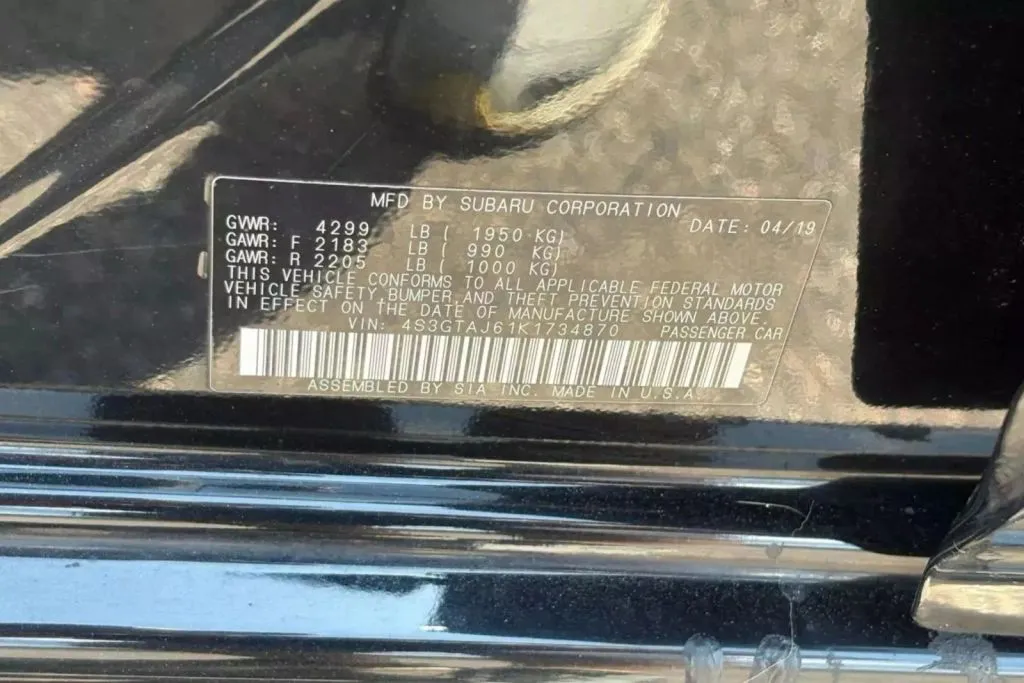 MFD BY SUBARU CORPORATION
GVWR: 4299 LB ( 1950 KG) DATE: 04/19
GAWR: F 2183 LB ( 990 KG)
GAWR: R 2205 LB ( 1000 KG)
THIS VEHICLE CONFORMS TO ALL APPLICABLE FEDERAL MOTOR
VEHICLE SAFETY,BUMPER,AND THEFT PREVENTION STANDARDS
IN EFFECT ON THE DATE OF MANUFACTURE SHOWN ABOVE.
VIN: 4S3GTAJ61K1734870 PASSENGER CAR
ASSEMBLED BY SIA INC. MADE IN U.S.A.